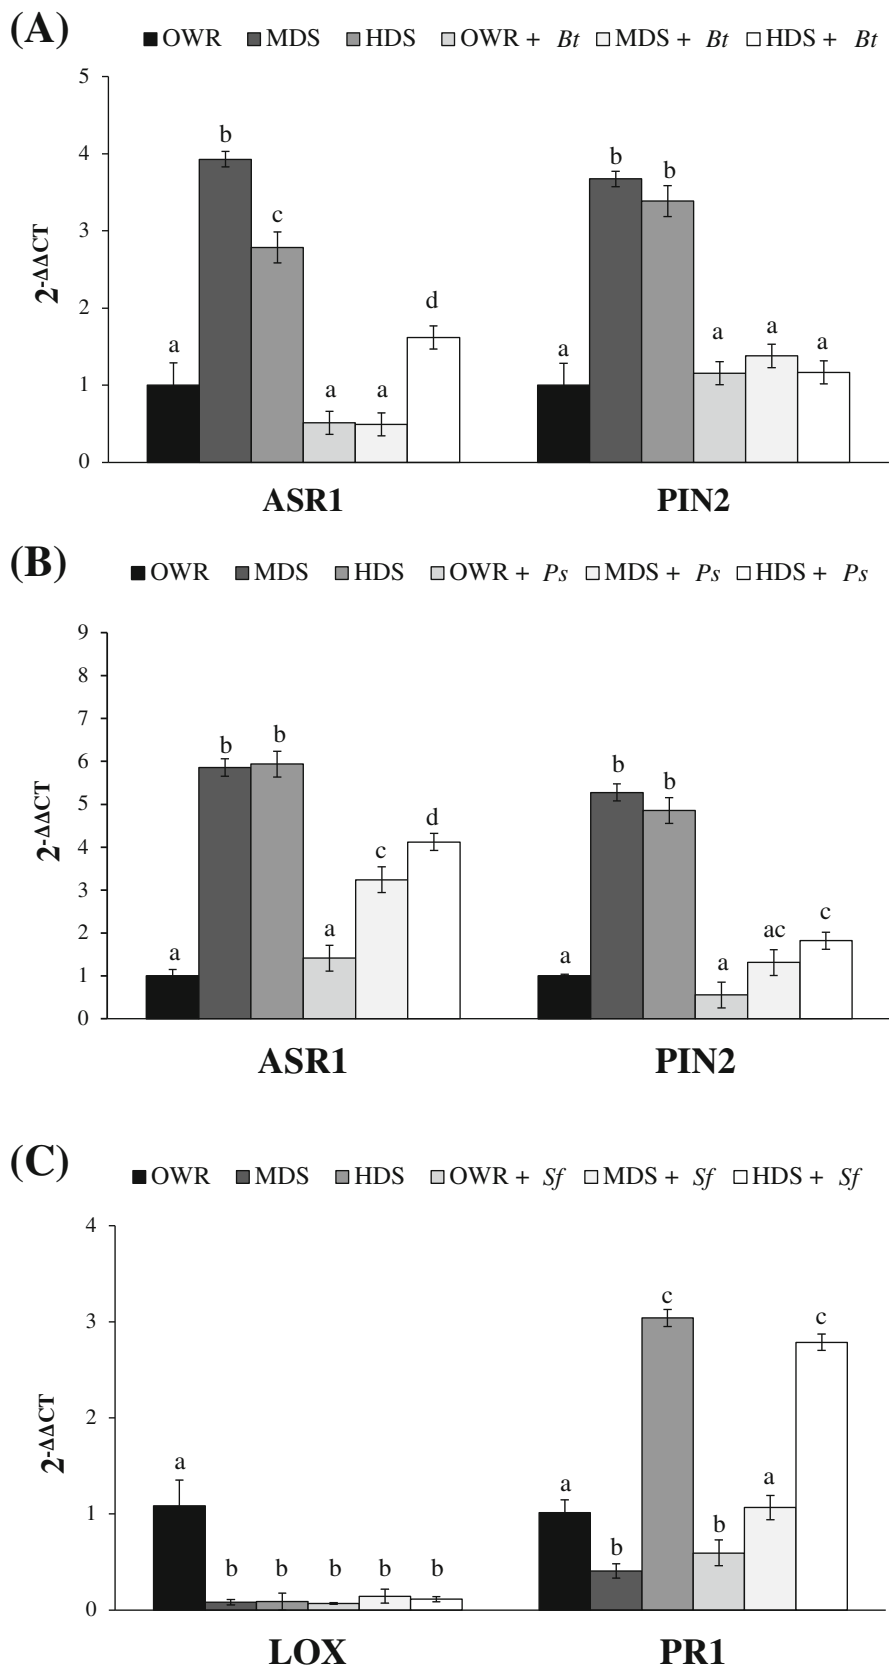 (A)
OWR MDS HDS OWR + Bt MDS + Bt HDS + Bt
5
4
3
2
1
0
2-ΔΔCT
a b c a a d
a b b a a a
ASR1 PIN2
(B)
OWR MDS HDS OWR + Ps MDS + Ps HDS + Ps
9
8
7
6
5
4
3
2
1
0
2-ΔΔCT
a b b a c d
a b b a ac c
ASR1 PIN2
(C)
OWR MDS HDS OWR + Sf MDS + Sf HDS + Sf
4
3
2
1
0
2-ΔΔCT
a b b b b b
a b c b a c
LOX PR1